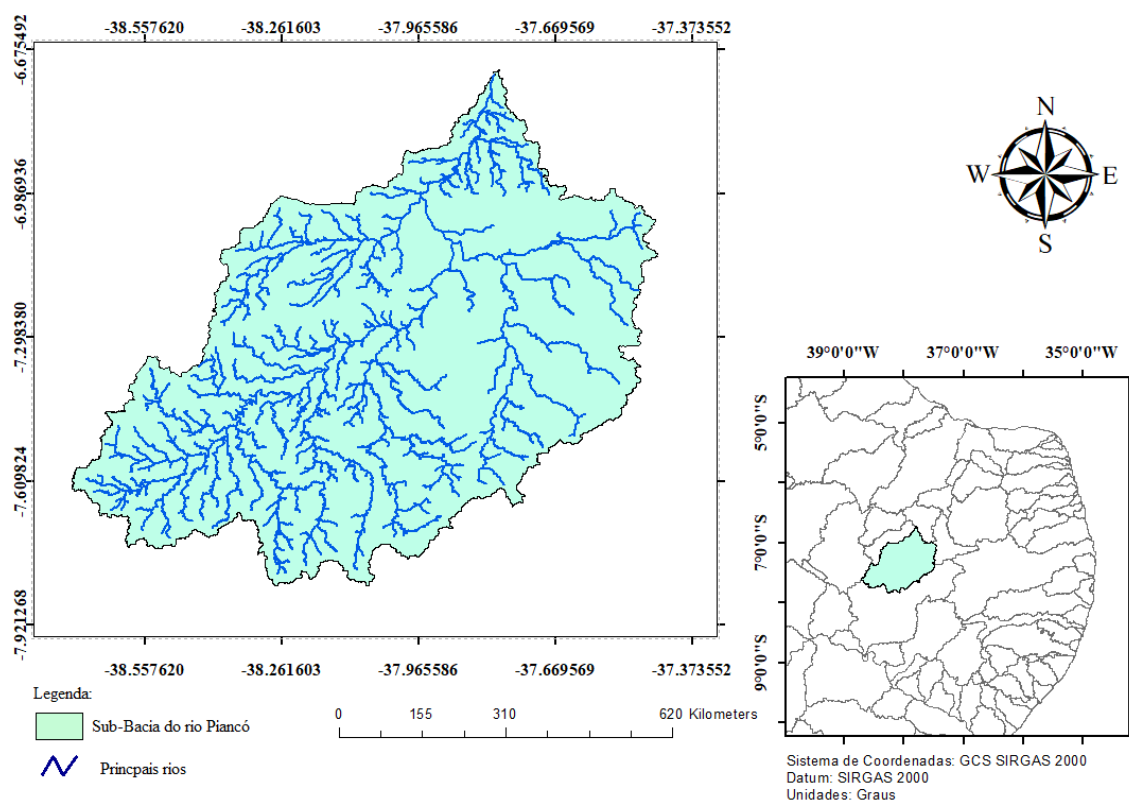 -38.557620 -38.261603 -37.965586 -37.669569 -37.373552
-6.675492
-6.986936
-7.298380
-7.609824
-7.921268
-38.557620 -38.261603 -37.965586 -37.669569 -37.373552
N
W E
S
39°0'0"W 37°0'0"W 35°0'0"W
5°0'0"S
7°0'0"S
9°0'0"S
Legenda:
Sub-Bacia do rio Piancó
Princpais rios
0 155 310 620 Kilometers
Sistema de Coordenadas: GCS SIRGAS 2000
Datum: SIRGAS 2000
Unidades: Graus